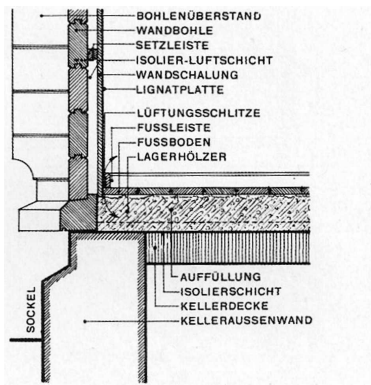 BOHLENÜBERSTAND
WANDBOHLE
SETZLEISTE
ISOLIER-LUFTSCHICHT
WANDSCHALUNG
LIGNATPLATTE
LÜFTUNGSSCHLITZE
FUSSLEISTE
FUSSBODEN
LAGERHÖLZER
AUFFÜLLUNG
ISOLIERSCHICHT
KELLERDECKE
KELLERAUSSENWAND
SOCKEL